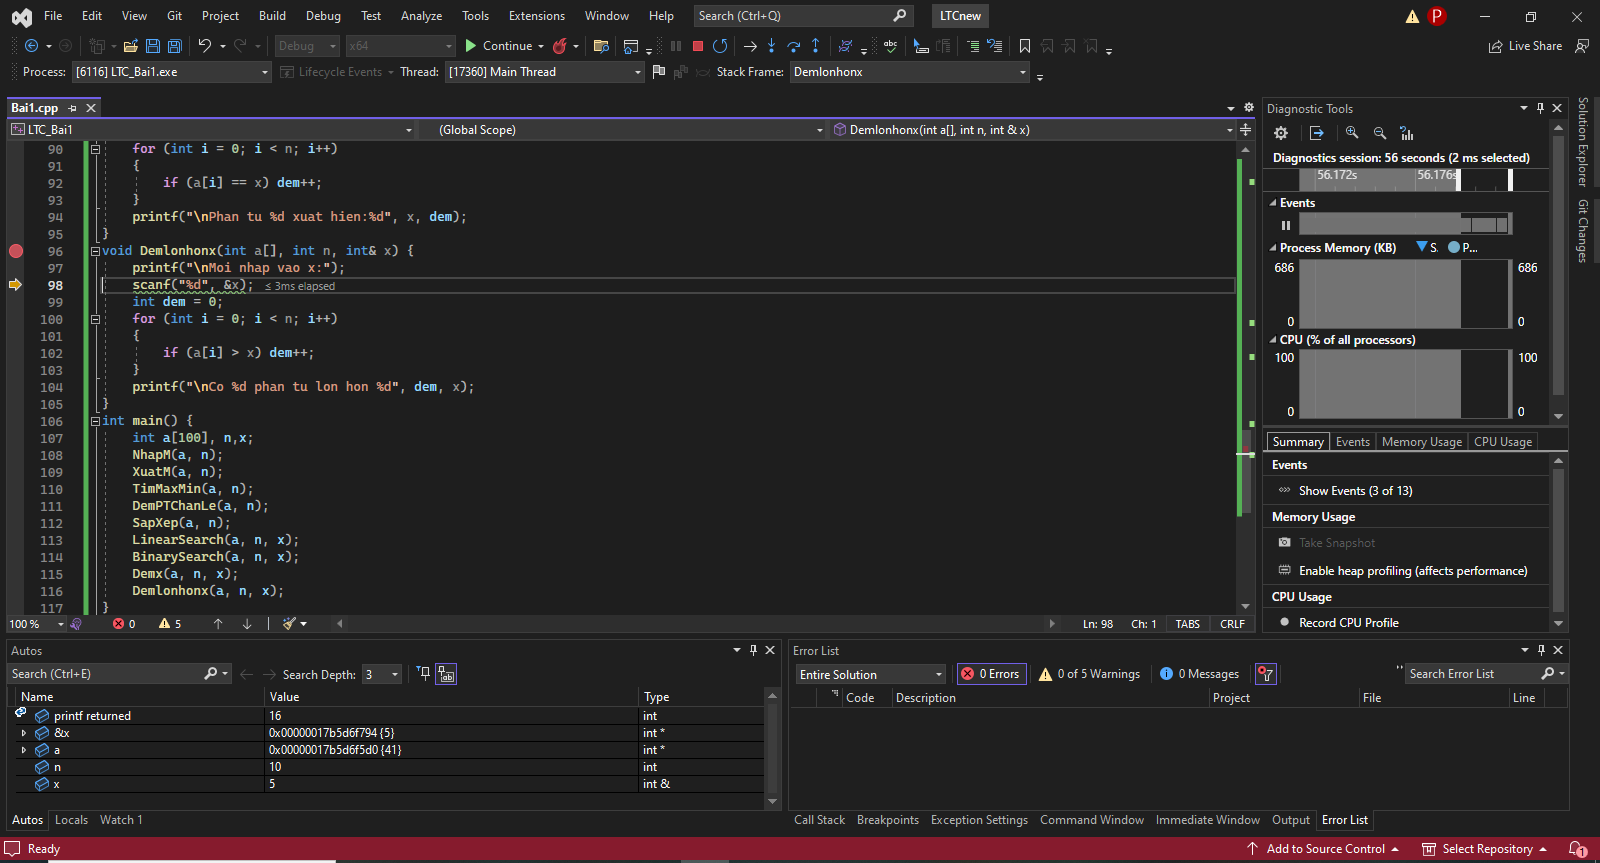 File Edit View Git Project Build Debug Test Analyze Tools Extensions Window Help Search (Ctrl+Q) LTCnew P
Debug x64 Continue Live Share
Process: [6116] LTC_Bai1.exe Lifecycle Events Thread: [17360] Main Thread Stack Frame: Demlonhonx
Bai1.cpp
LTC_Bai1 (Global Scope) Demlonhonx(int a[], int n, int & x)
90 for (int i = 0; i < n; i++)
91 {
92 if (a[i] == x) dem++;
93 }
94 printf("\nPhan tu %d xuat hien:%d", x, dem);
95 }
96 void Demlonhonx(int a[], int n, int& x) {
97 printf("\nMoi nhap vao x:");
98 scanf("%d", &x); ≤ 3ms elapsed
99 int dem = 0;
100 for (int i = 0; i < n; i++)
101 {
102 if (a[i] > x) dem++;
103 }
104 printf("\nCo %d phan tu lon hon %d", dem, x);
105 }
106 int main() {
107 int a[100], n,x;
108 NhapM(a, n);
109 XuatM(a, n);
110 TimMaxMin(a, n);
111 DemPTChanLe(a, n);
112 SapXep(a, n);
113 LinearSearch(a, n, x);
114 BinarySearch(a, n, x);
115 Demx(a, n, x);
116 Demlonhonx(a, n, x);
117 }
100 % 0 5 Ln: 98 Ch: 1 TABS CRLF
Diagnostic Tools
Diagnostics session: 56 seconds (2 ms selected)
56.172s 56.176s
Events
Process Memory (KB) S. P...
686 686
0 0
CPU (% of all processors)
100 100
0 0
Summary Events Memory Usage CPU Usage
Events
Show Events (3 of 13)
Memory Usage
Take Snapshot
Enable heap profiling (affects performance)
CPU Usage
Record CPU Profile
Solution Explorer
Git Changes
Autos
Search (Ctrl+E) Search Depth: 3
Name Value Type
printf returned 16 int
&x 0x00000017b5d6f794 {5} int *
a 0x00000017b5d6f5d0 {41} int *
n 10 int
x 5 int &
Autos Locals Watch 1
Error List
Entire Solution 0 Errors 0 of 5 Warnings 0 Messages Search Error List
Code Description Project File Line
Call Stack Breakpoints Exception Settings Command Window Immediate Window Output Error List
Ready Add to Source Control Select Repository 1